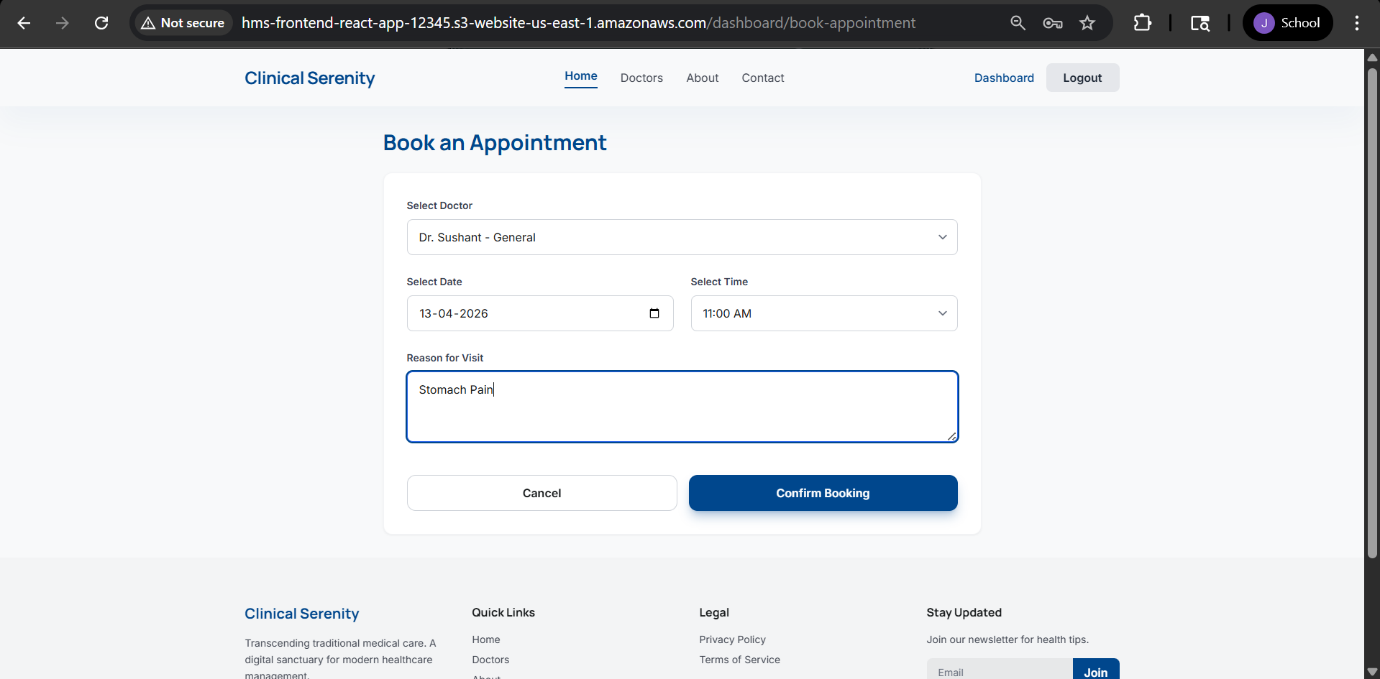 Not secure hms-frontend-react-app-12345.s3-website-us-east-1.amazonaws.com/dashboard/book-appointment J School
Clinical Serenity Home Doctors About Contact Dashboard Logout
Book an Appointment
Select Doctor
Dr. Sushant - General
Select Date Select Time
13-04-2026 11:00 AM
Reason for Visit
Stomach Pain
Cancel Confirm Booking
Clinical Serenity Quick Links Legal Stay Updated
Transcending traditional medical care. A Home Privacy Policy Join our newsletter for health tips.
digital sanctuary for modern healthcare Doctors Terms of Service
management. About Email Join